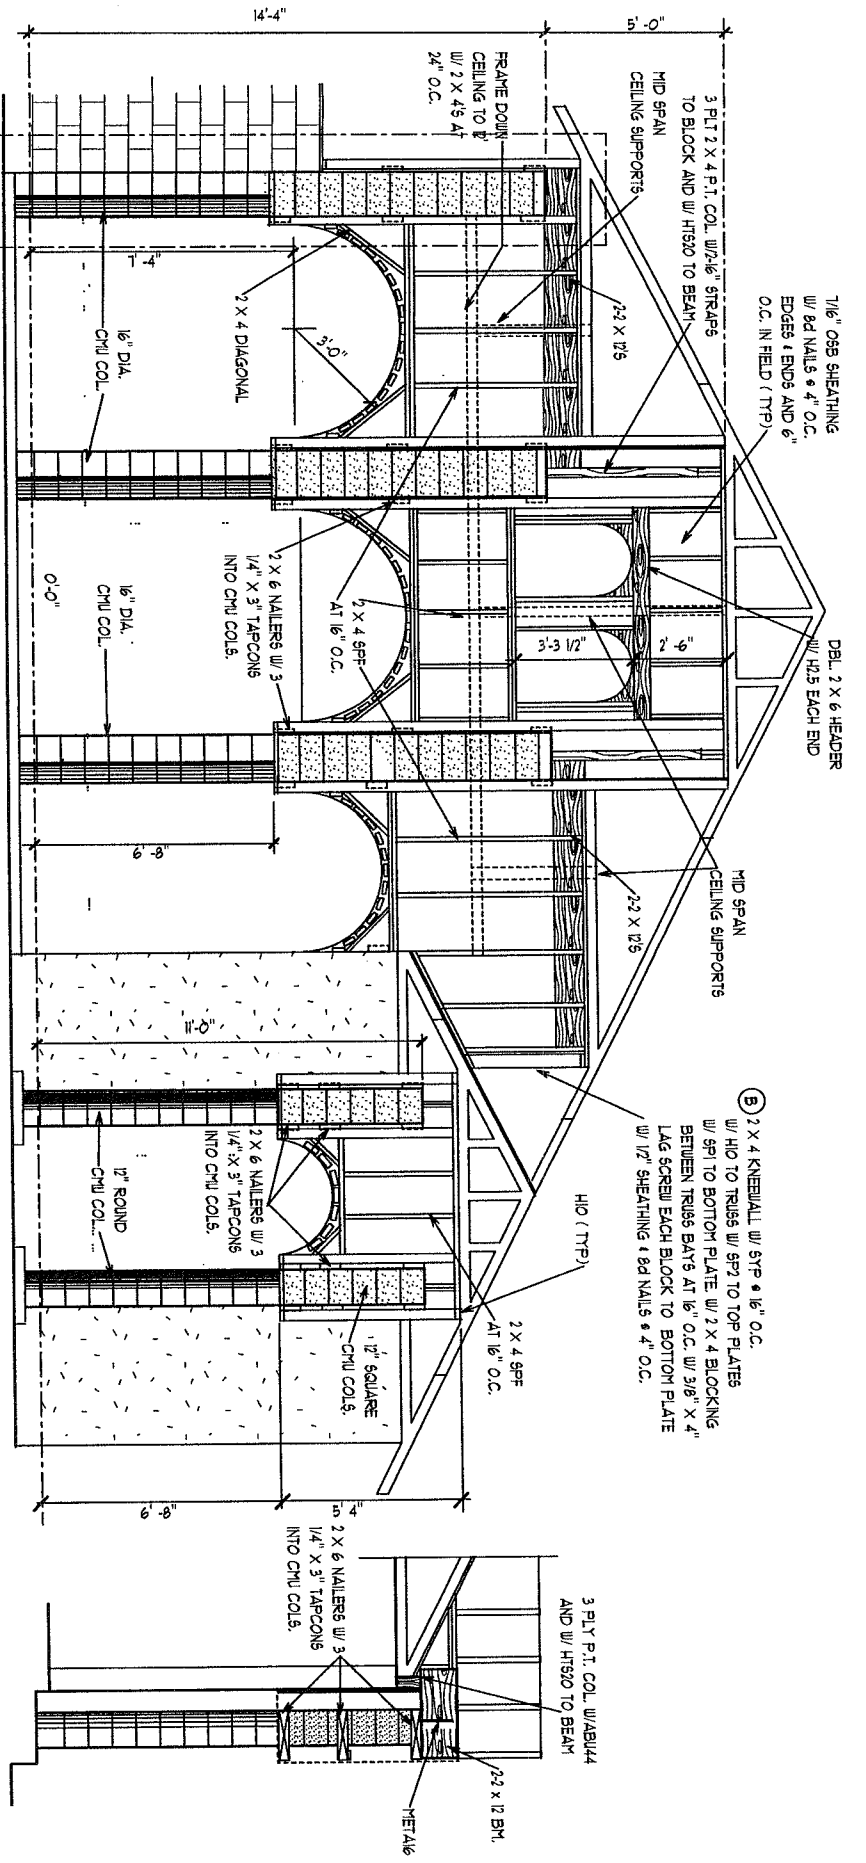 7/16" OSB SHEATHING
W/ 8d NAILS @ 4" O.C.
EDGES & ENDS AND 6"
O.C. IN FIELD ( TYP)
DBL 2 X 6 HEADER
W/ H2.5 EACH END
3 PLT 2 X 4 P.T. COL. W/2-16" STRAPS
TO BLOCK AND W/ HTS20 TO BEAM
MID SPAN
CEILING SUPPORTS
FRAME DOWN
CEILING TO 12'
W/ 2 X 4'S AT
24" O.C.
5'-0"
14'-4"
2-2 X 12'S
2 X 4 DIAGONAL
3'-0"
7'-4"
16" DIA.
CMU COL.
2 X 4 SPF
AT 16" O.C.
2 X 6 NAILERS W/ 3
1/4" X 3" TAPCONS
INTO CMU COLS.
3'-3 1/2"
2'-6"
16" DIA.
CMU COL.
0'-0"
6'-8"
MID SPAN
CEILING SUPPORTS
2-2 X 12'S
B
2 X 4 KNEEWALL W/ SYP @ 16" O.C.
W/ H10 TO TRUSS W/ SP2 TO TOP PLATES
W/ SP1 TO BOTTOM PLATE. W/ 2 X 4 BLOCKING
BETWEEN TRUSS BAYS AT 16" O.C. W/ 3/8" X 4"
LAG SCREW EACH BLOCK TO BOTTOM PLATE
W/ 1/2" SHEATHING & 8d NAILS @ 4" O.C.
H10 ( TYP)
2 X 4 SPF
AT 16" O.C.
11'-0"
2 X 6 NAILERS W/ 3
1/4" X 3" TAPCONS
INTO CMU COLS.
12" ROUND
CMU COL.
12" SQUARE
CMU COLS.
6'-8"
5'4"
3 PLY P.T. COL. W/ABU44
AND W/ HTS20 TO BEAM
2 X 6 NAILERS W/ 3
1/4" X 3" TAPCONS
INTO CMU COLS.
2-2 x 12 BM.
META16